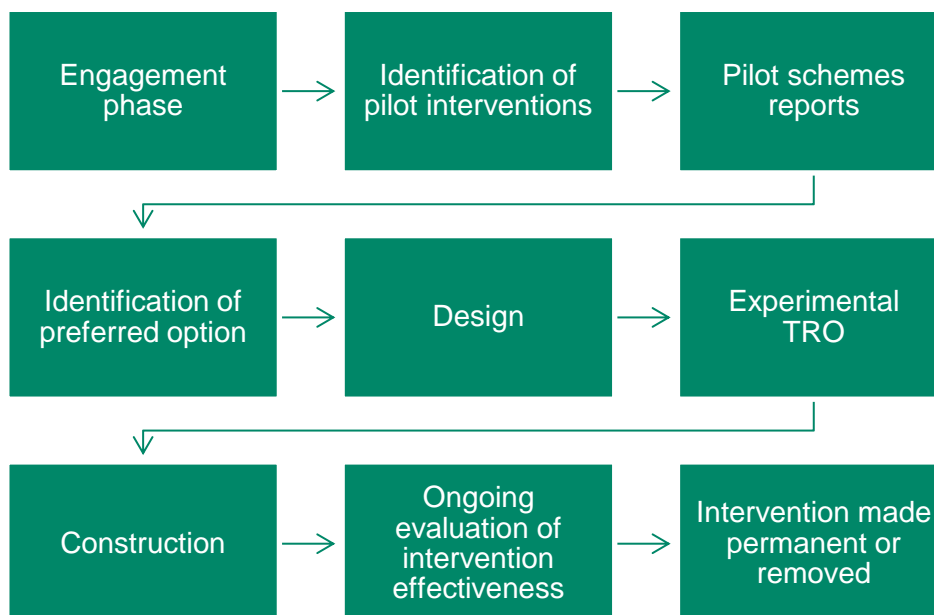 Engagement
phase
Identification of
pilot interventions
Pilot schemes
reports
Identification of
preferred option
Design
Experimental
TRO
Construction
Ongoing
evaluation of
intervention
effectiveness
Intervention made
permanent or
removed